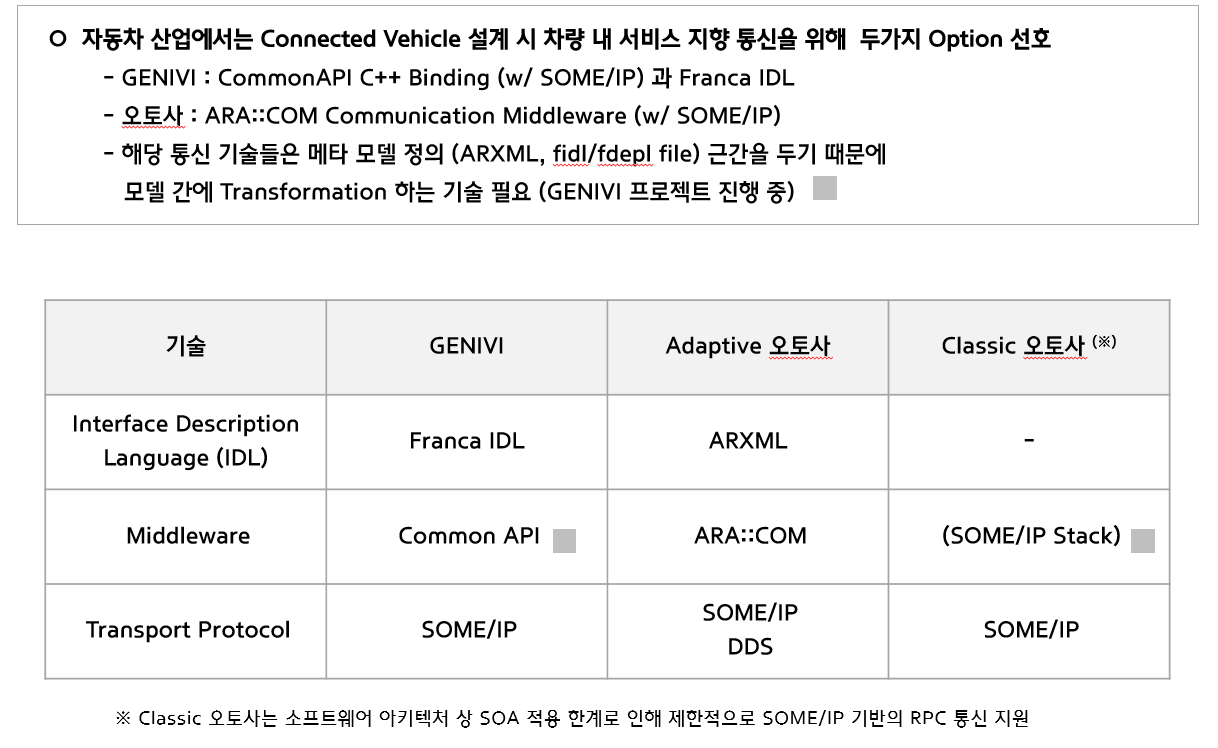 ○ 자동차 산업에서는 Connected Vehicle 설계 시 차량 내 서비스 지향 통신을 위해 두가지 Option 선호
- GENIVI : CommonAPI C++ Binding (w/ SOME/IP) 과 Franca IDL
- 오토사 : ARA::COM Communication Middleware (w/ SOME/IP)
- 해당 통신 기술들은 메타 모델 정의 (ARXML, fidl/fdepl file) 근간을 두기 때문에
모델 간에 Transformation 하는 기술 필요 (GENIVI 프로젝트 진행 중)
기술 GENIVI Adaptive 오토사 Classic 오토사 (※)
Interface Description
Language (IDL) Franca IDL ARXML -
Middleware Common API ARA::COM (SOME/IP Stack)
Transport Protocol SOME/IP SOME/IP
DDS SOME/IP
※ Classic 오토사는 소프트웨어 아키텍처 상 SOA 적용 한계로 인해 제한적으로 SOME/IP 기반의 RPC 통신 지원